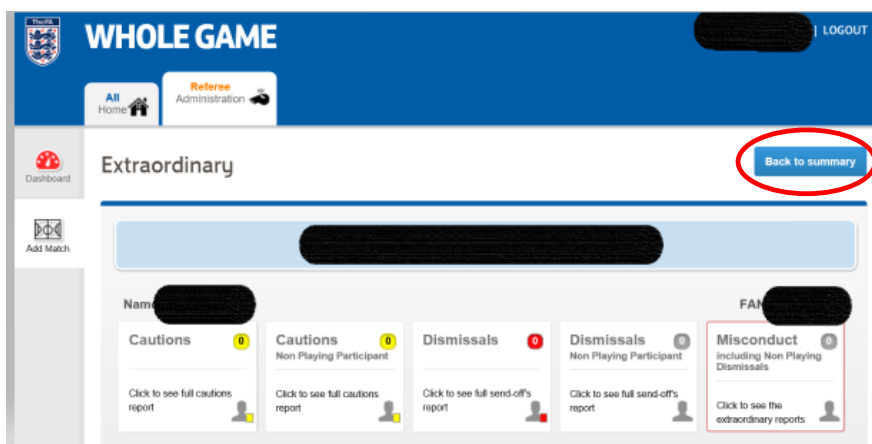 TheFA
WHOLE GAME
| LOGOUT
All
Home
Referee
Administration
Dashboard
Extraordinary
Back to summary
Add Match
Name
FAN
Cautions 0
Click to see full cautions
report
Cautions 0
Non Playing Participant
Click to see full cautions
report
Dismissals 0
Click to see full send-off's
report
Dismissals 0
Non Playing Participant
Click to see full send-off's
report
Misconduct 0
including Non Playing
Dismissals
Click to see the
extraordinary reports